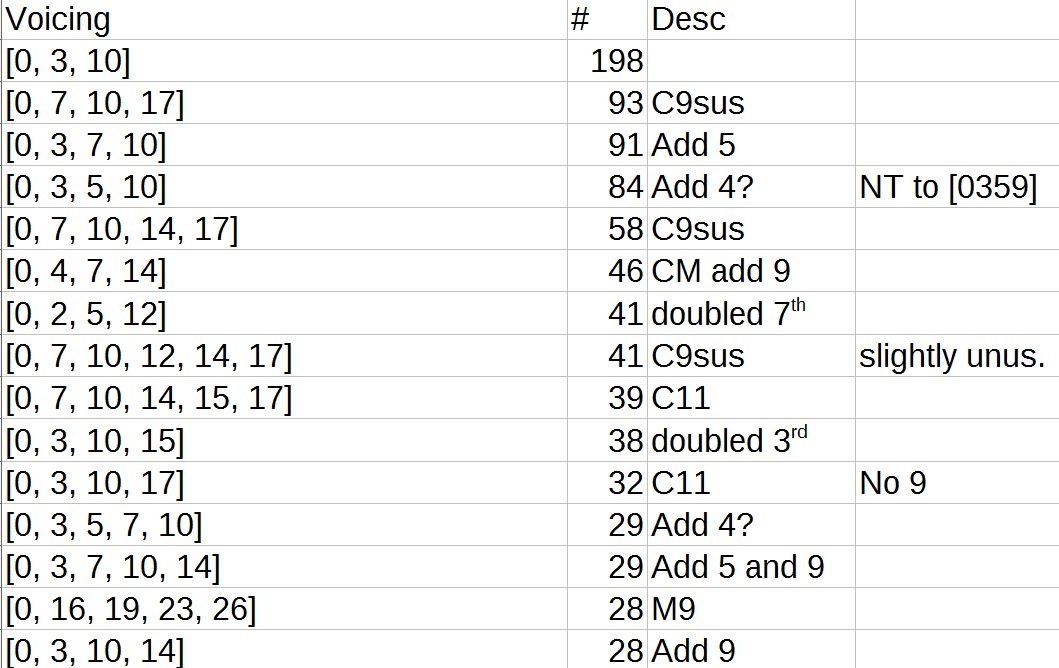 Voicing # Desc
[0, 3, 10] 198
[0, 7, 10, 17] 93 C9sus
[0, 3, 7, 10] 91 Add 5
[0, 3, 5, 10] 84 Add 4? NT to [0359]
[0, 7, 10, 14, 17] 58 C9sus
[0, 4, 7, 14] 46 CM add 9
[0, 2, 5, 12] 41 doubled 7th
[0, 7, 10, 12, 14, 17] 41 C9sus slightly unus.
[0, 7, 10, 14, 15, 17] 39 C11
[0, 3, 10, 15] 38 doubled 3rd
[0, 3, 10, 17] 32 C11 No 9
[0, 3, 5, 7, 10] 29 Add 4?
[0, 3, 7, 10, 14] 29 Add 5 and 9
[0, 16, 19, 23, 26] 28 M9
[0, 3, 10, 14] 28 Add 9